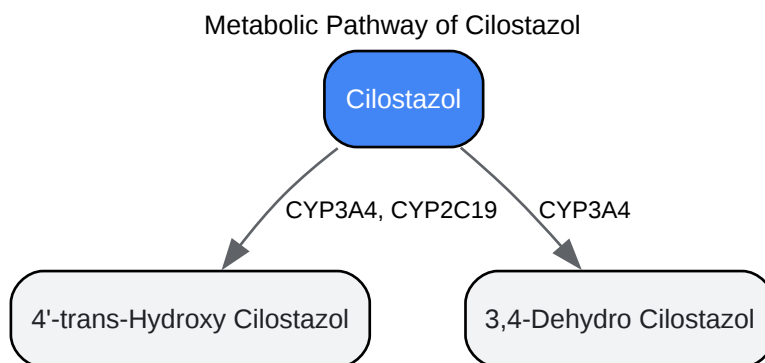 Metabolic Pathway of Cilostazol
Cilostazol
CYP3A4, CYP2C19
CYP3A4
4'-trans-Hydroxy Cilostazol
3,4-Dehydro Cilostazol